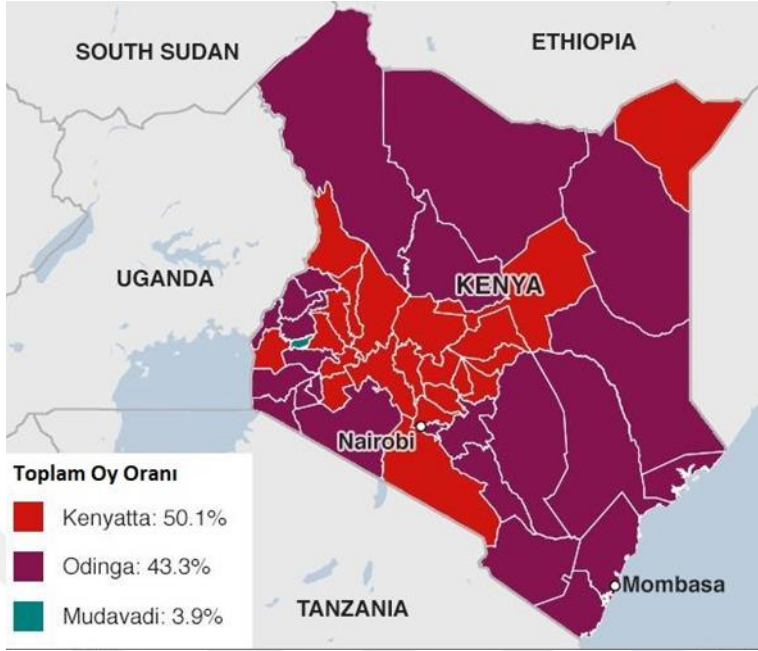 SOUTH SUDAN
ETHIOPIA
UGANDA
KENYA
Nairobi
Toplam Oy Oranı
Kenyatta: 50.1%
Odinga: 43.3%
Mudavadi: 3.9%
TANZANIA
Mombasa